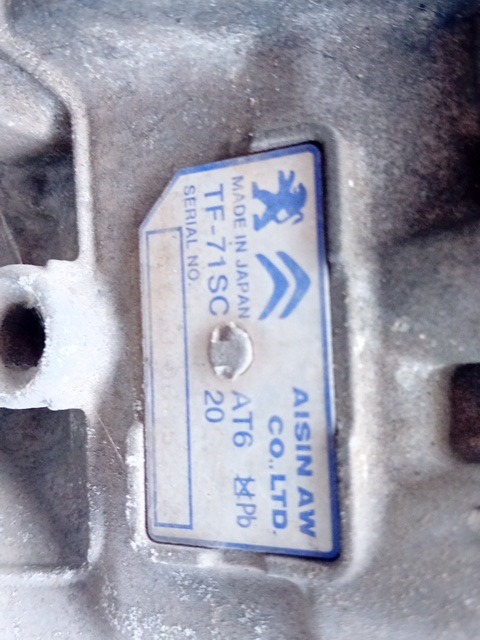 AISIN AW
CO.,LTD.
MADE IN JAPAN
TF-71SC AT6 Pb
20
SERIAL NO.